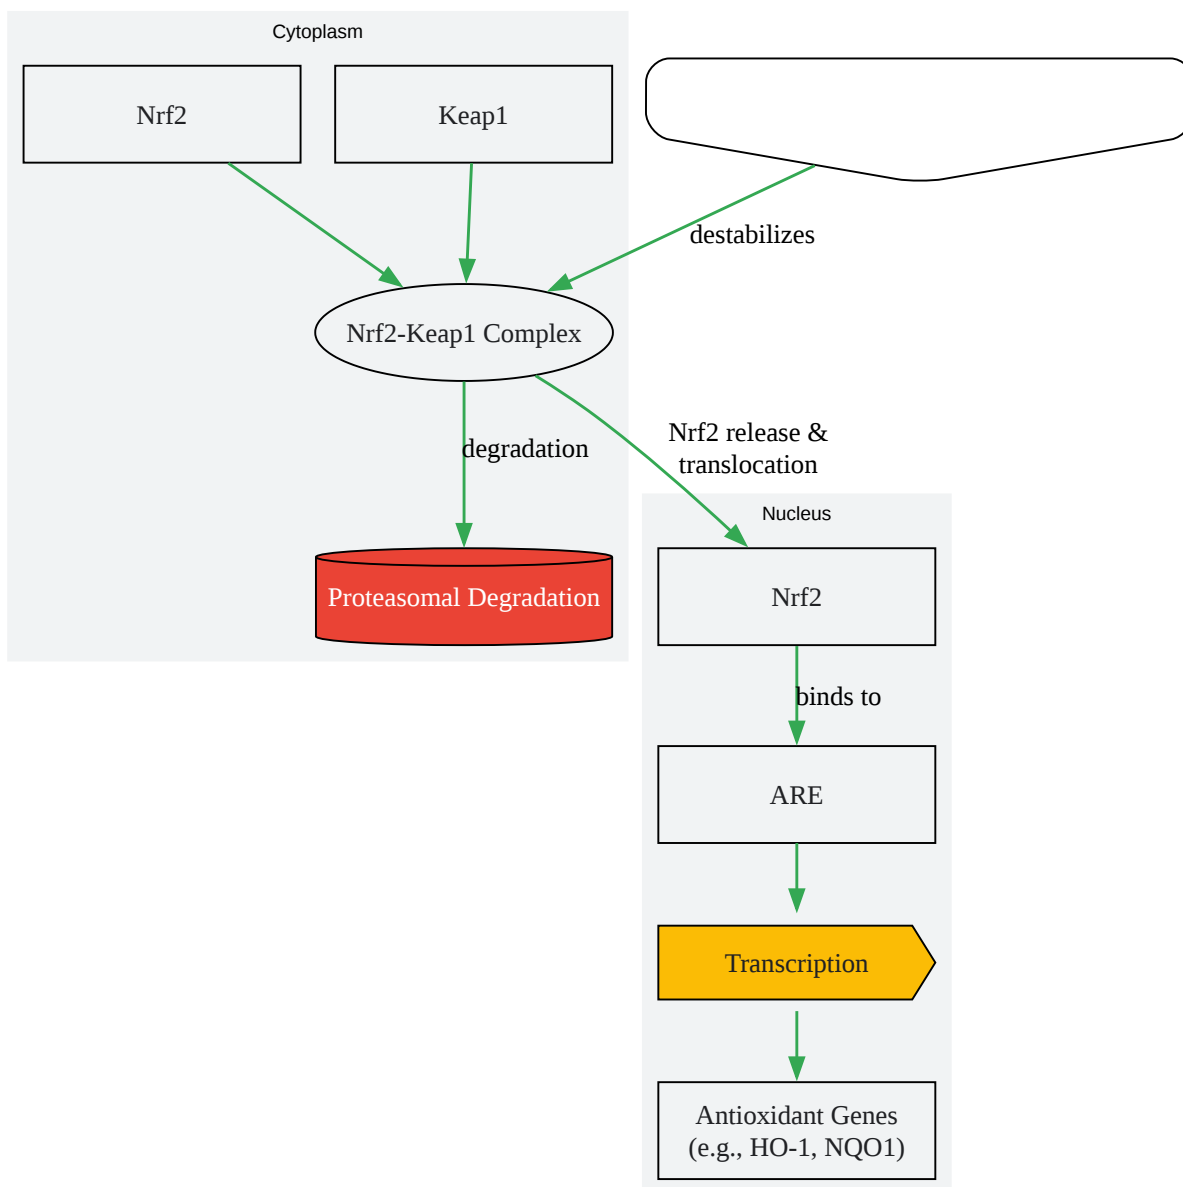 Cytoplasm
Nrf2
Keap1
destabilizes
Nrf2-Keap1 Complex
degradation
Nrf2 release &
translocation
Nucleus
Proteasomal Degradation
Nrf2
binds to
ARE
Transcription
Antioxidant Genes
(e.g., HO-1, NQO1)